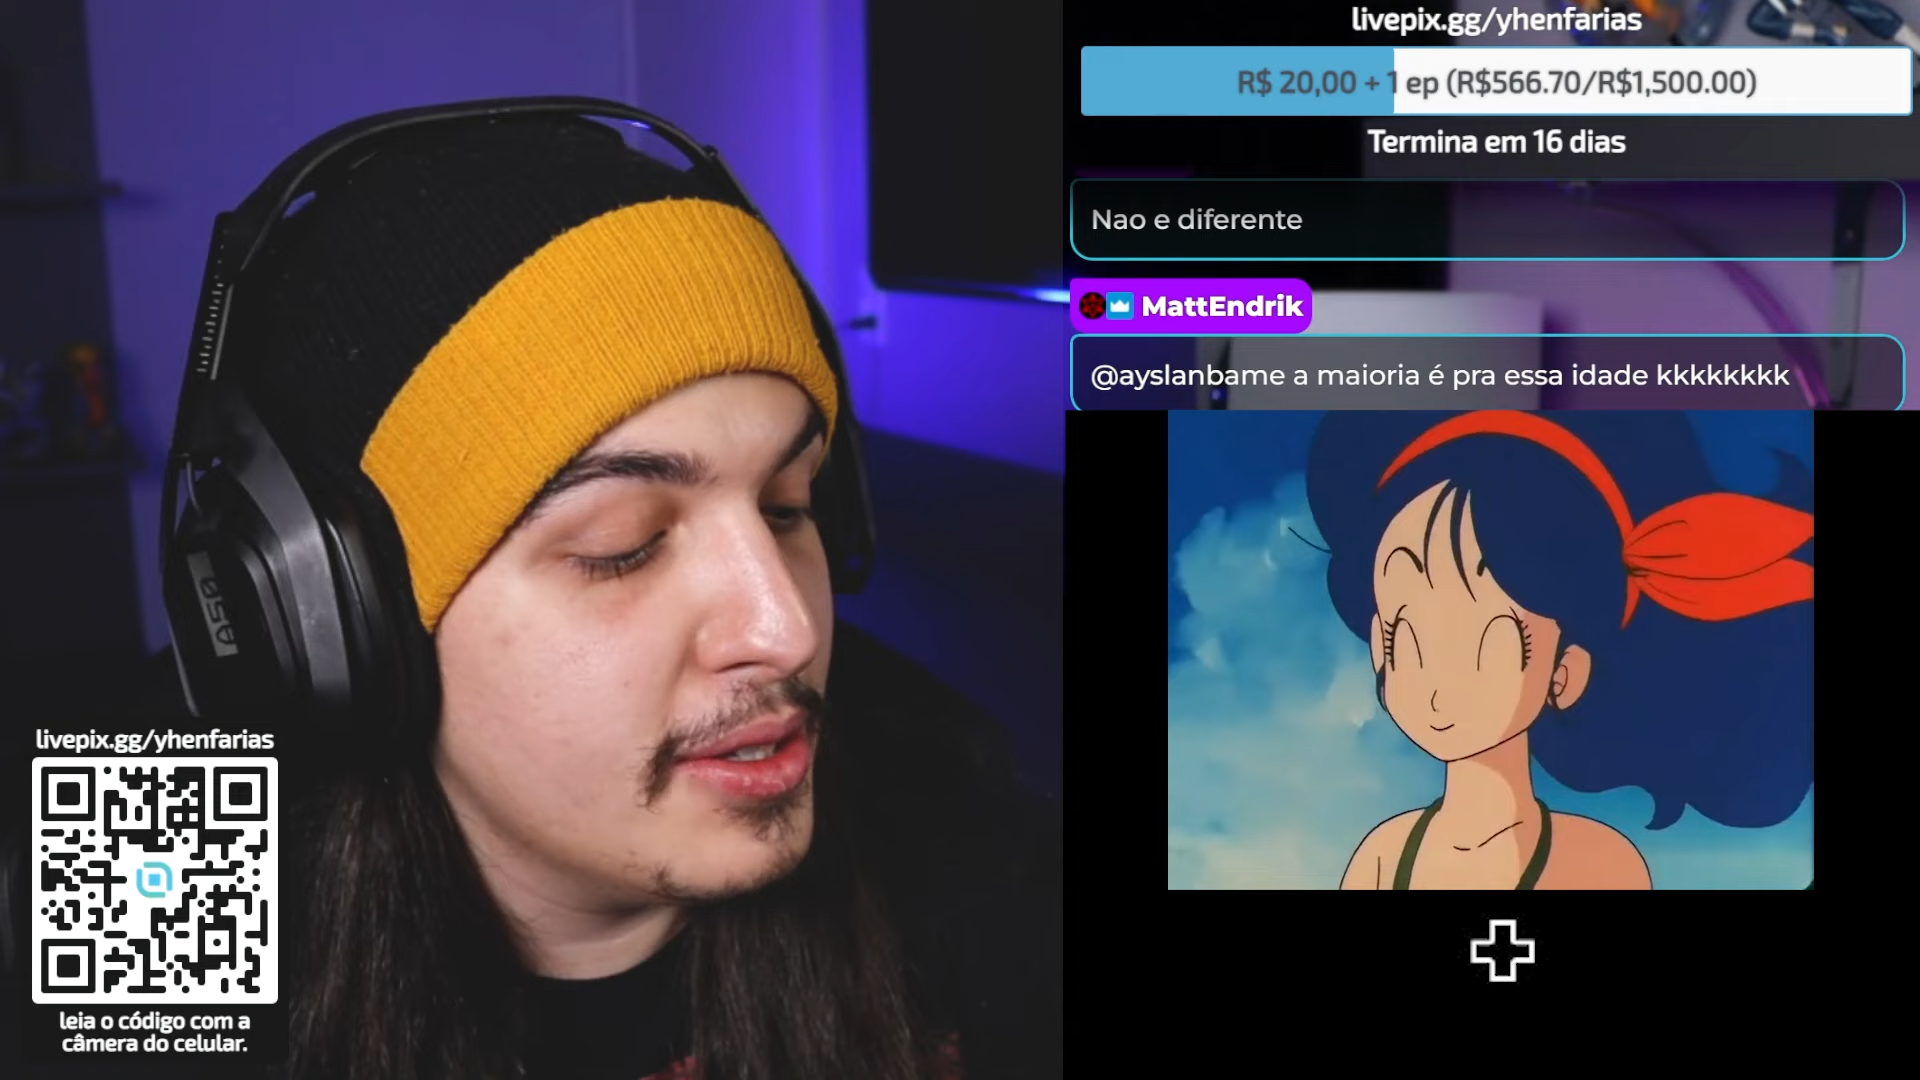 livepix.gg/yhenfarias
R$ 20,00 + 1 ep (R$566.70/R$1,500.00)
Termina em 16 dias
Nao e diferente
MattEndrik
@ayslanbame a maioria é pra essa idade kkkkkkkk
A50
livepix.gg/yhenfarias
leia o código com a
câmera do celular.